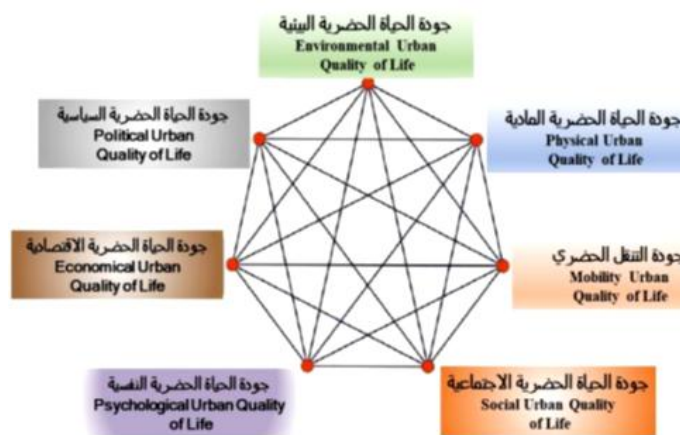 جودة الحياة الحضرية البيئية
Environmental Urban
Quality of Life
جودة الحياة الحضرية السياسية
Political Urban
Quality of Life
جودة الحياة الحضرية المادية
Physical Urban
Quality of Life
جودة الحياة الحضرية الاقتصادية
Economical Urban
Quality of Life
جودة التنقل الحضري
Mobility Urban
Quality of Life
جودة الحياة الحضرية النفسية
Psychological Urban Quality
of Life
جودة الحياة الحضرية الاجتماعية
Social Urban Quality
of Life